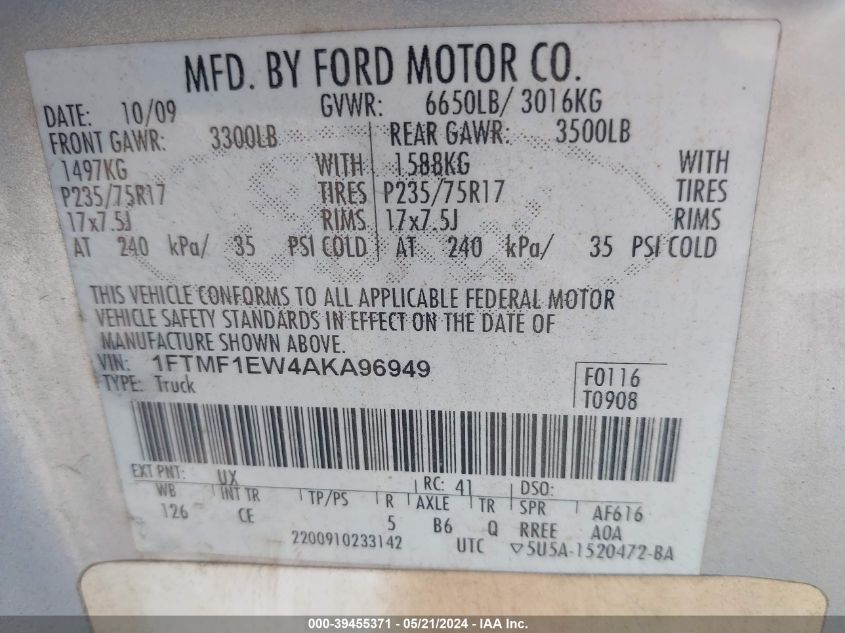 MFD. BY FORD MOTOR CO.
DATE: 10/09 GVWR: 6650LB/ 3016KG
FRONT GAWR: 3300LB REAR GAWR: 3500LB
1497KG WITH 1588KG WITH
P235/75R17 TIRES P235/75R17 TIRES
17x7.5J RIMS 17x7.5J RIMS
AT 240 kPa/ 35 PSI COLD AT 240 kPa/ 35 PSI COLD
THIS VEHICLE CONFORMS TO ALL APPLICABLE FEDERAL MOTOR
VEHICLE SAFETY STANDARDS IN EFFECT ON THE DATE OF
MANUFACTURE SHOWN ABOVE.
VIN: 1FTMF1EW4AKA96949
TYPE: Truck
F0116
T0908
EXT PNT: UX RC: 41 DSO:
WB INT TR TP/PS R AXLE TR SPR AF616
126 CE 5 B6 Q RREE A0A
2200910233142 UTC ▽5U5A-1520472-BA
000-39455371 - 05/21/2024 - IAA Inc.